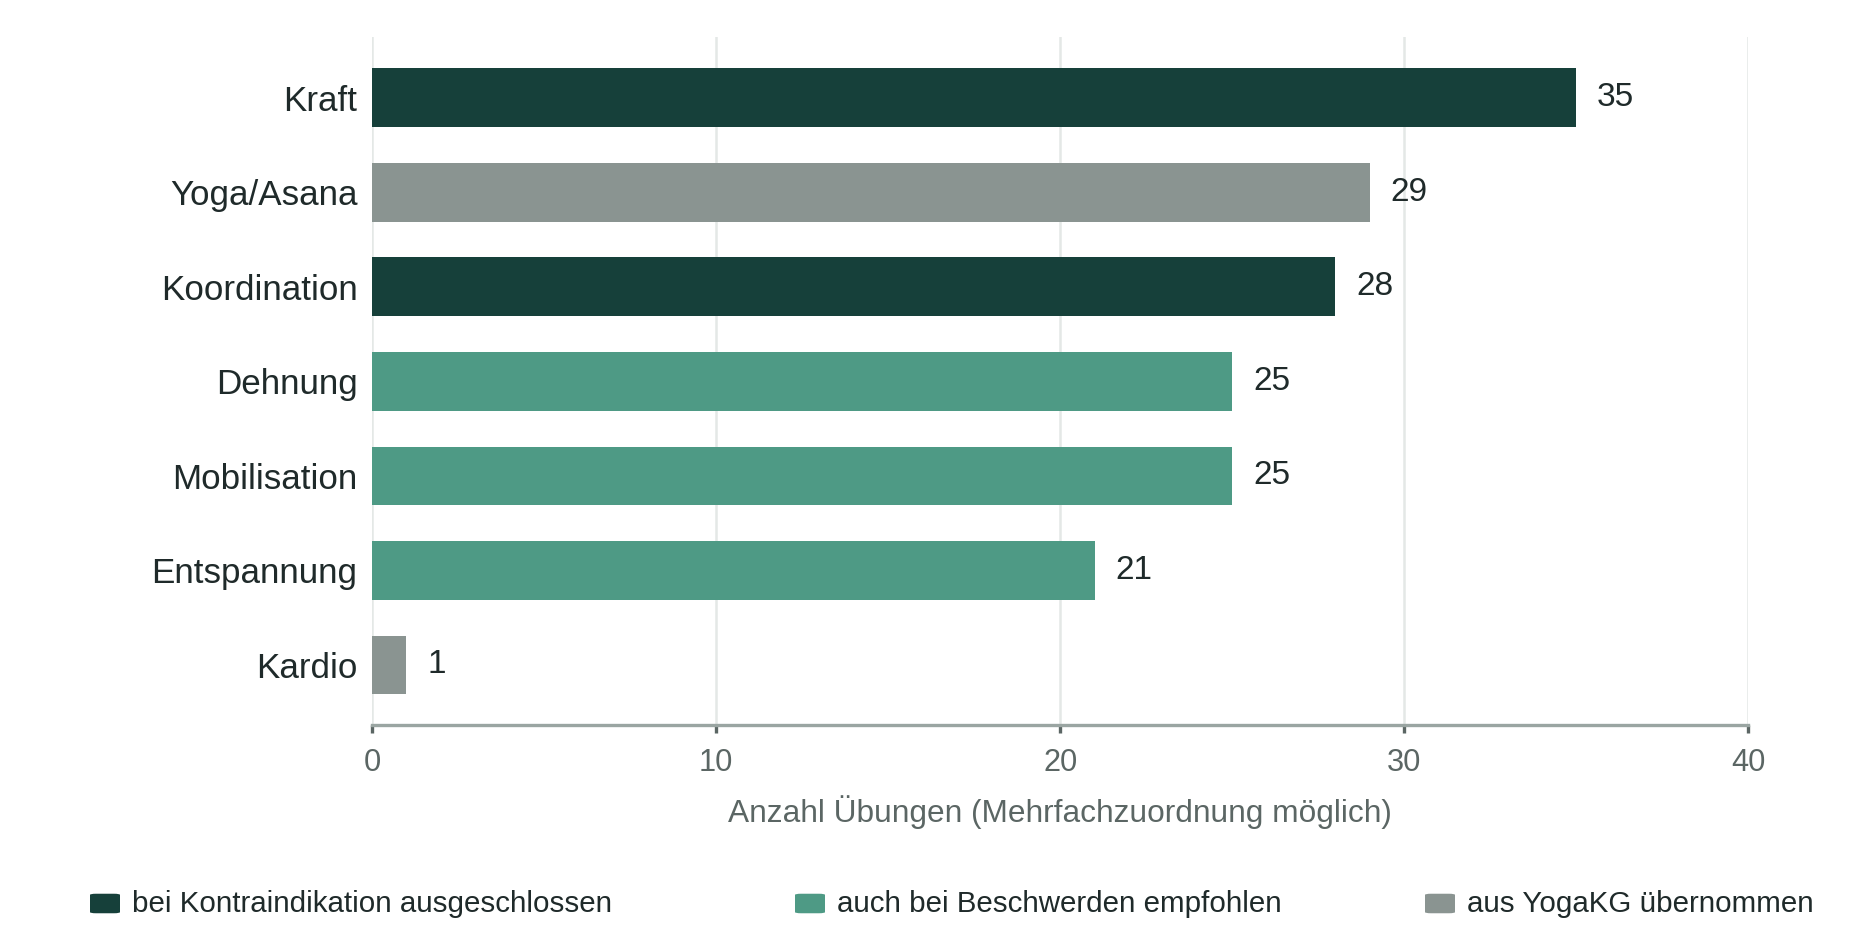 Kraft 35
Yoga/Asana 29
Koordination 28
Dehnung 25
Mobilisation 25
Entspannung 21
Kardio 1
0 10 20 30 40
Anzahl Übungen (Mehrfachzuordnung möglich)
bei Kontraindikation ausgeschlossen auch bei Beschwerden empfohlen aus YogaKG übernommen